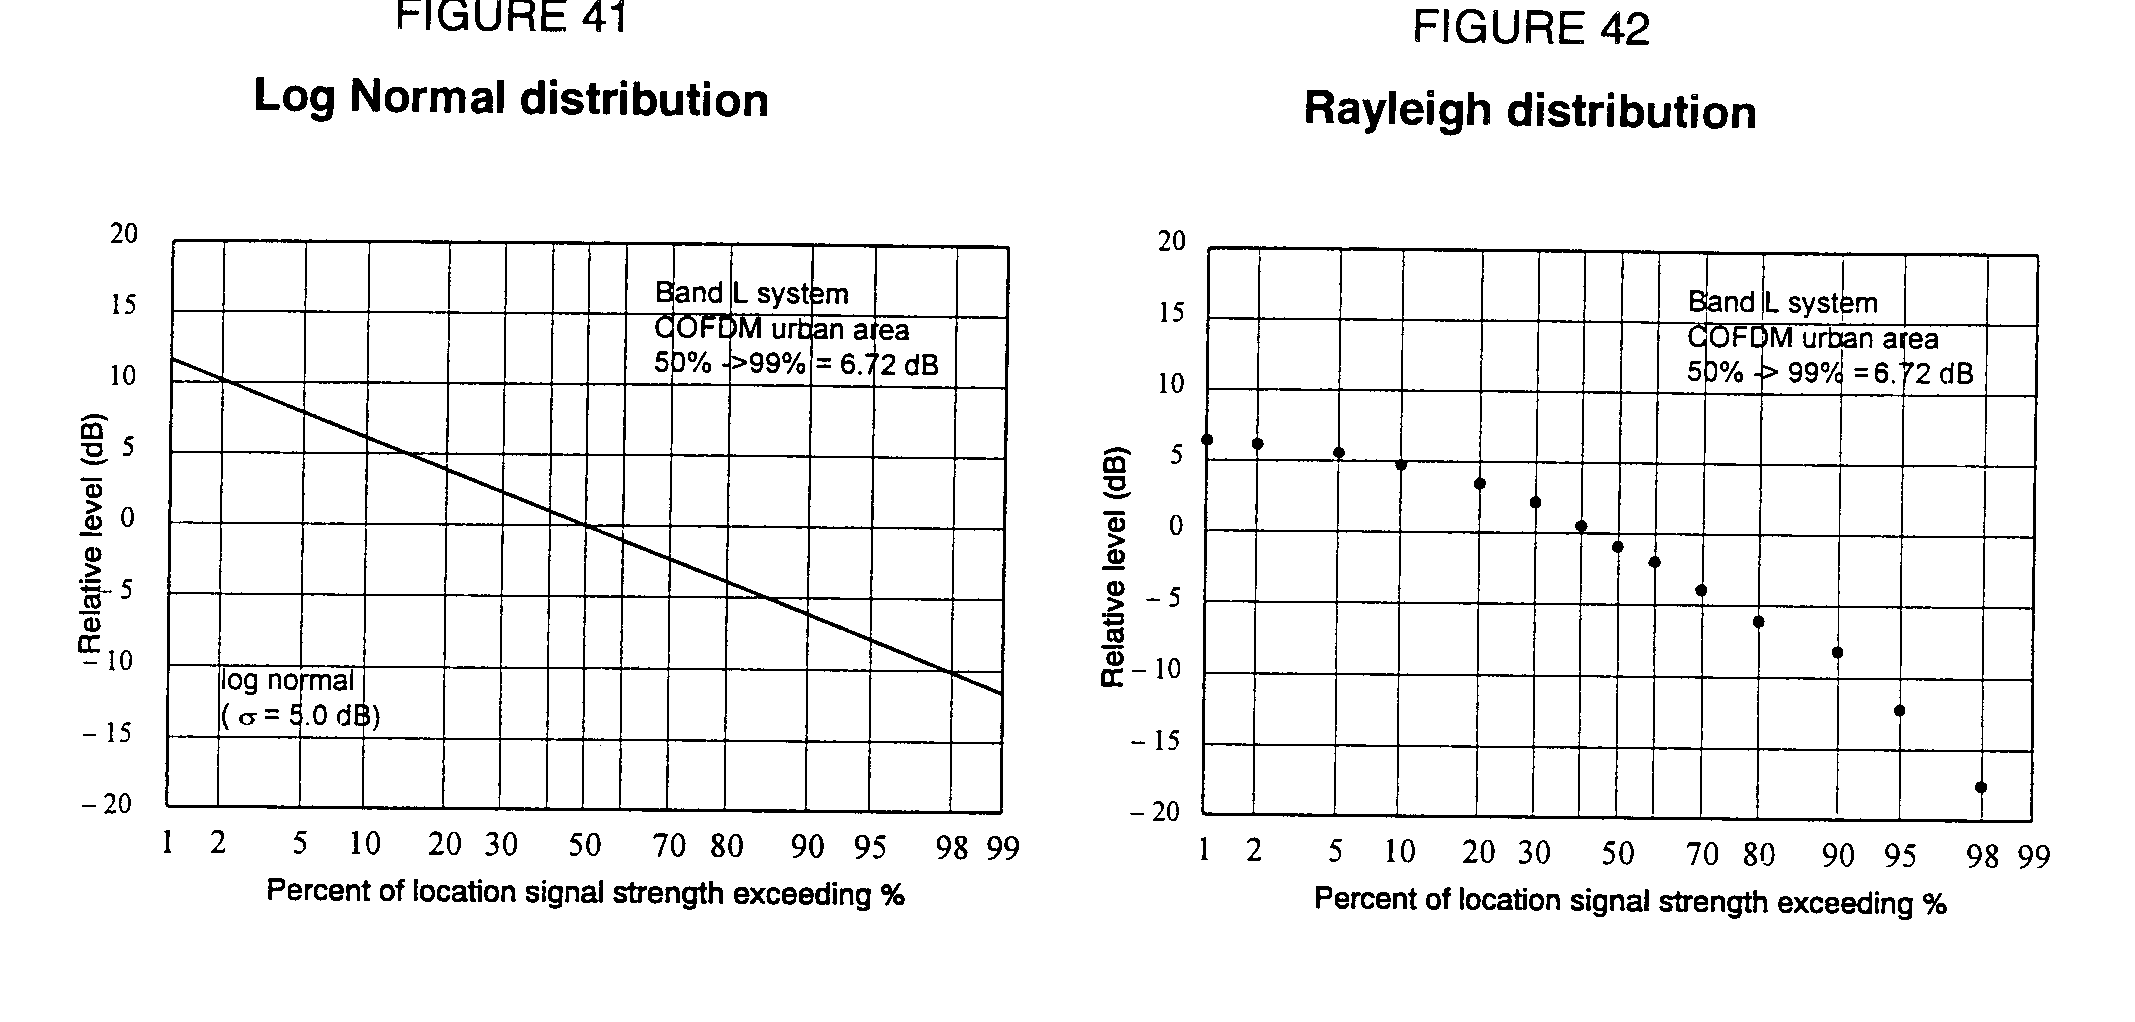 FIGURE 41
Log Normal distribution
20
15
10
5
0
– 5
– 10
– 15
– 20
Relative level (dB)
Band L system
COFDM urban area
50% ->99% = 6.72 dB
log normal
( σ = 5.0 dB)
1 2 5 10 20 30 50 70 80 90 95 98 99
Percent of location signal strength exceeding %
FIGURE 42
Rayleigh distribution
20
15
10
5
0
– 5
– 10
– 15
– 20
Relative level (dB)
Band L system
COFDM urban area
50% -> 99% = 6.72 dB
1 2 5 10 20 30 50 70 80 90 95 98 99
Percent of location signal strength exceeding %